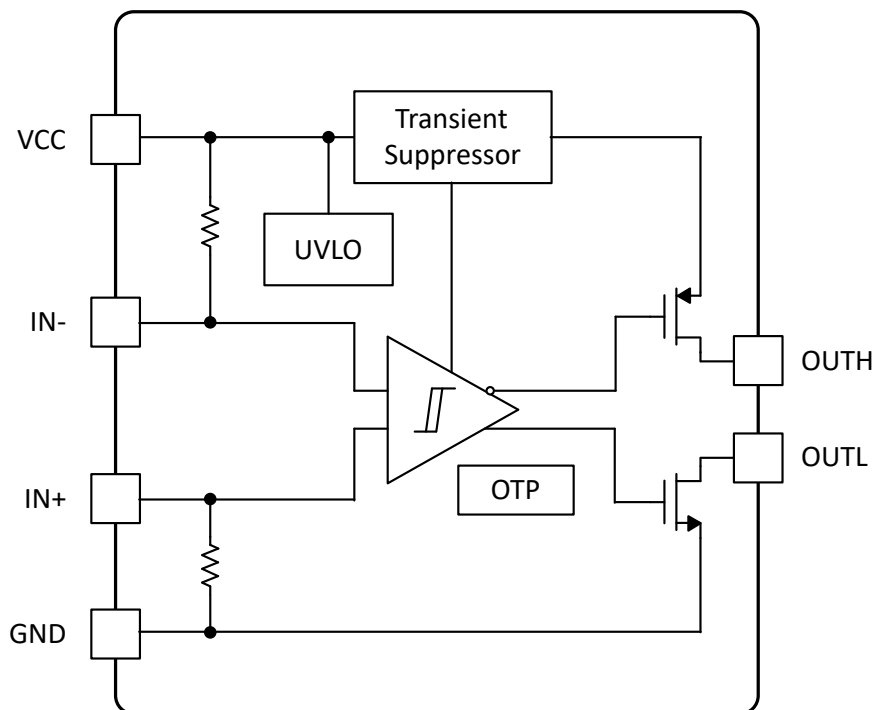 Transient
Suppressor
VCC
UVLO
IN-
OUTH
OUTL
IN+
OTP
GND